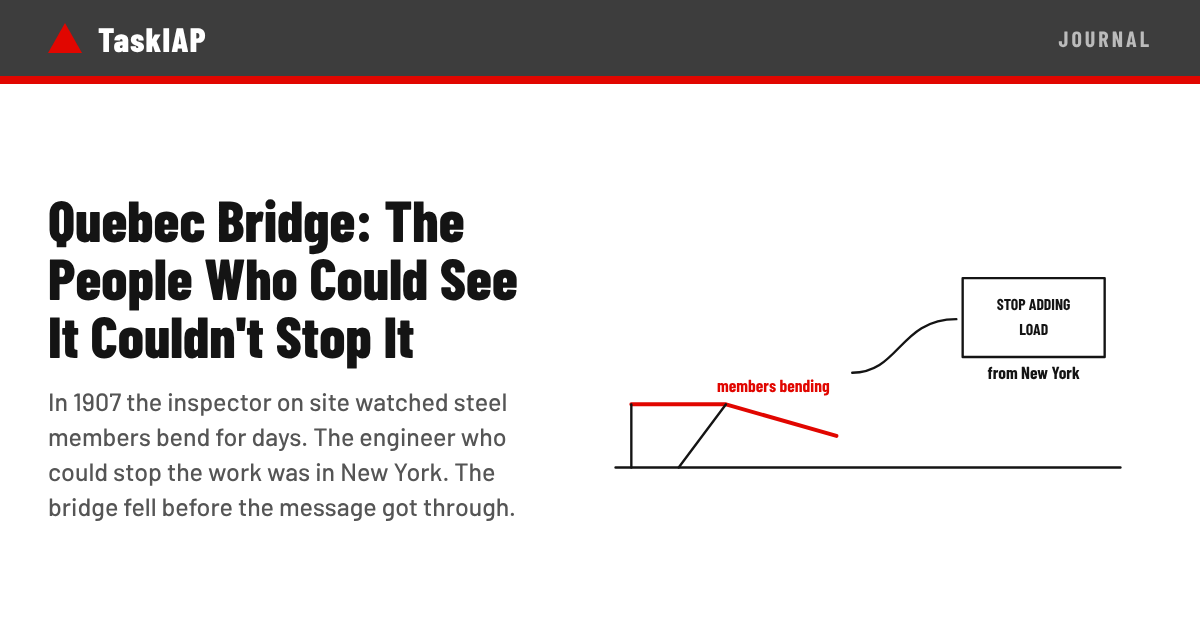 TaskIAP
JOURNAL
Quebec Bridge: The
People Who Could See
It Couldn't Stop It
In 1907 the inspector on site watched steel
members bend for days. The engineer who
could stop the work was in New York. The
bridge fell before the message got through.
STOP ADDING
LOAD
from New York
members bending